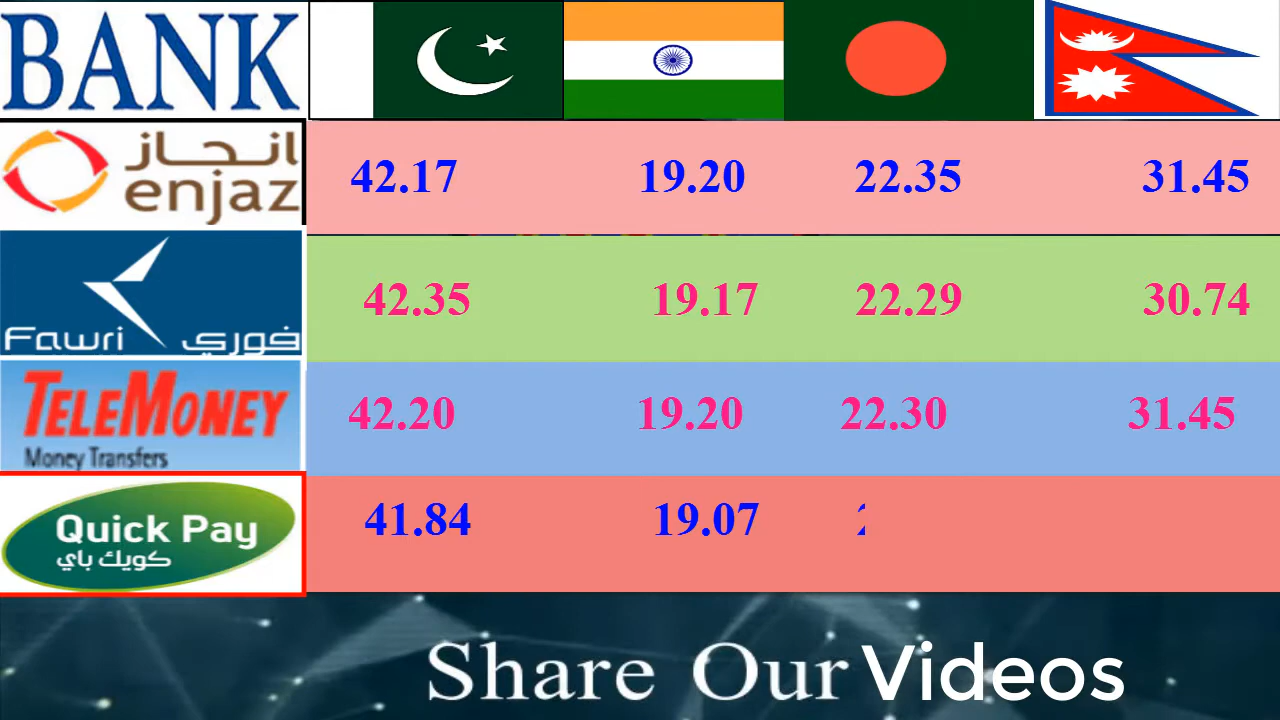 BANK
انجاز
enjaz
42.17 19.20 22.35 31.45
Fawri فوري
42.35 19.17 22.29 30.74
TELEMONEY
Money Transfers
42.20 19.20 22.30 31.45
Quick Pay
كويك باي
41.84 19.07
Share Our Videos